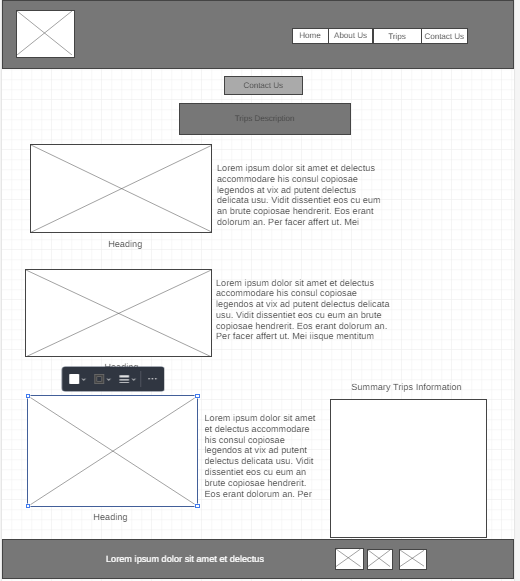 Home
About Us
Trips
Contact Us
Contact Us
Trips Description
Lorem ipsum dolor sit amet et delectus
accommodare his consul copiosae
legendos at vix ad putent delectus
delicata usu. Vidit dissentiet eos cu eum
an brute copiosae hendrerit. Eos erant
dolorum an. Per facer affert ut. Mei
Heading
Lorem ipsum dolor sit amet et delectus
accommodare his consul copiosae
legendos at vix ad putent delectus delicata
usu. Vidit dissentiet eos cu eum an brute
copiosae hendrerit. Eos erant dolorum an.
Per facer affert ut. Mei iisque mentitum
Heading
Summary Trips Information
Lorem ipsum dolor sit amet
et delectus accommodare
his consul copiosae
legendos at vix ad putent
delectus delicata usu. Vidit
dissentiet eos cu eum an
brute copiosae hendrerit.
Eos erant dolorum an. Per
Heading
Lorem ipsum dolor sit amet et delectus